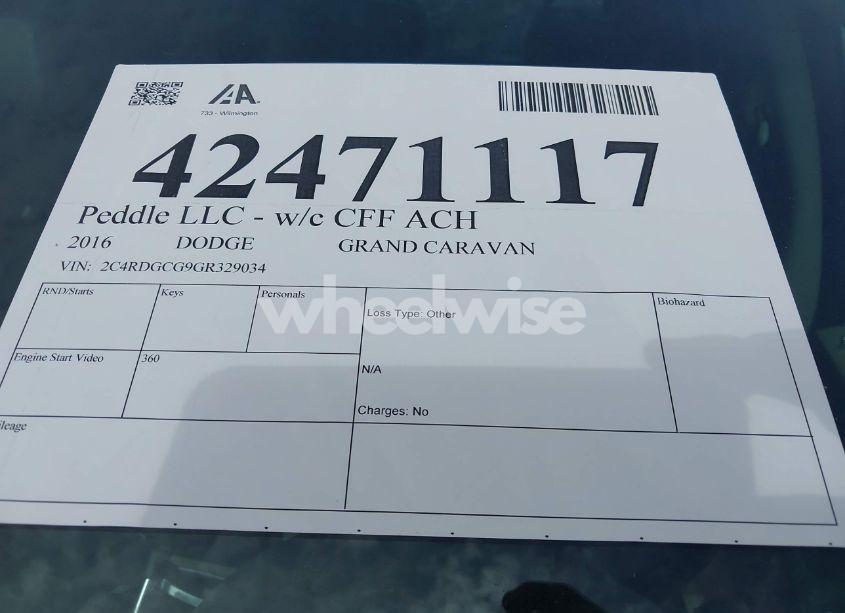 IAA
733 - Wilmington
42471117
Peddle LLC - w/c CFF ACH
2016 DODGE GRAND CARAVAN
VIN: 2C4RDGCG9GR329034
RND/Starts Keys Personals Loss Type: Other Biohazard
wheelwise
Engine Start Video 360 N/A
Charges: No
ileage